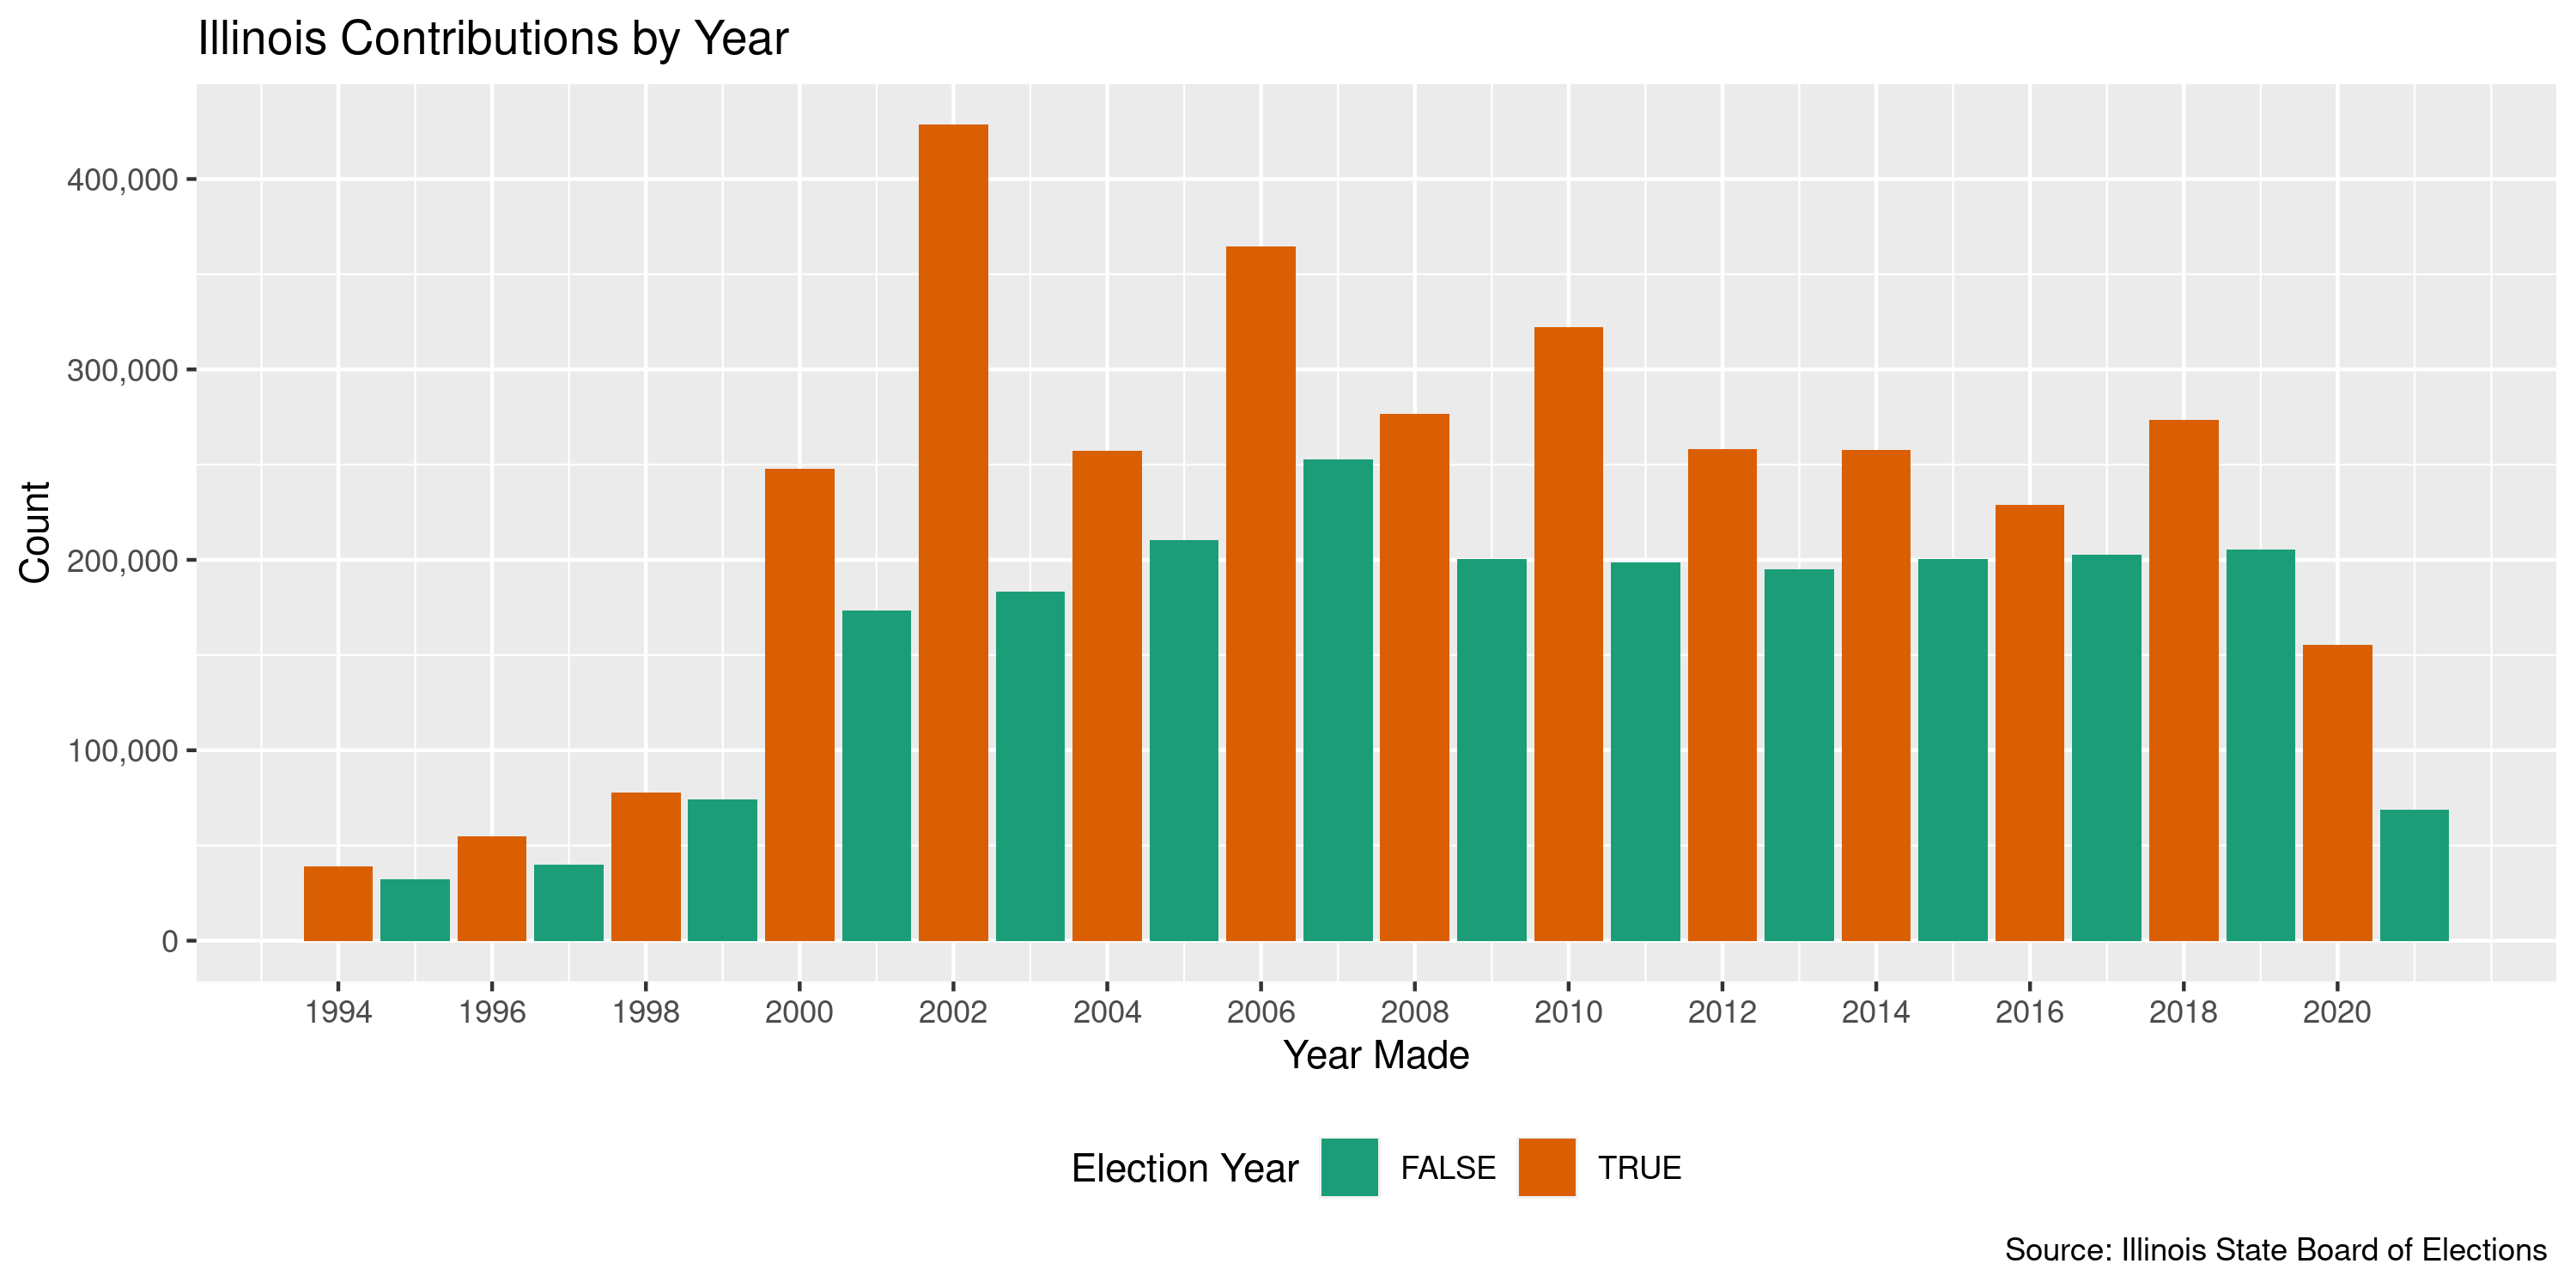 Illinois Contributions by Year
Count
400,000
300,000
200,000
100,000
0
1994 1996 1998 2000 2002 2004 2006 2008 2010 2012 2014 2016 2018 2020
Year Made
Election Year FALSE TRUE
Source: Illinois State Board of Elections